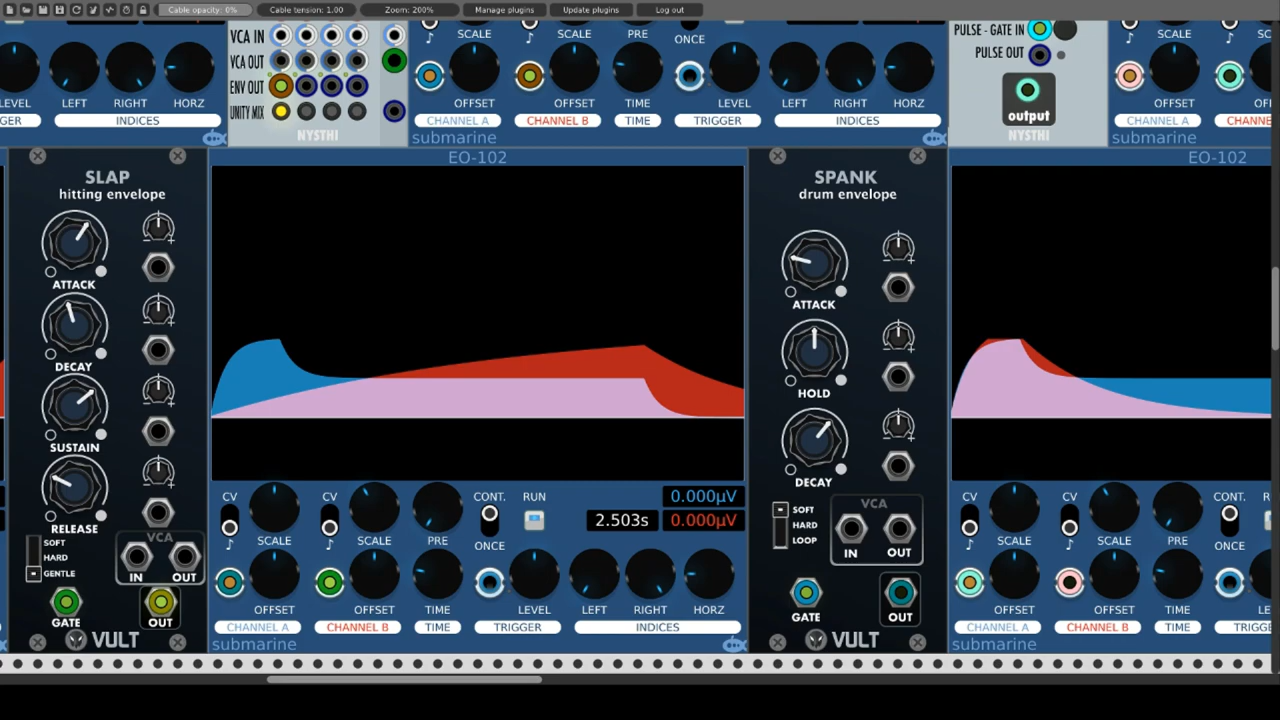 Cable opacity: 0% Cable tension: 1.00 Zoom: 200% Manage plugins Update plugins Log out
VCA IN
VCA OUT
ENV OUT
UNITY MIX
NYSTHI
LEVEL LEFT RIGHT HORZ
GER INDICES
SCALE SCALE PRE ONCE
OFFSET OFFSET TIME LEVEL LEFT RIGHT HORZ
CHANNEL A CHANNEL B TIME TRIGGER INDICES
submarine
PULSE - GATE IN
PULSE OUT
output
NYSTHI
SCALE SC
OFFSET OF
CHANNEL A CHANNE
submarine
SLAP
hitting envelope
ATTACK
DECAY
SUSTAIN
RELEASE
SOFT
HARD
GENTLE
VCA
IN OUT
GATE OUT
VULT
EO-102
CV CV CONT. RUN 0.000µV
2.503s 0.000µV
SCALE SCALE PRE ONCE
OFFSET OFFSET TIME LEVEL LEFT RIGHT HORZ
CHANNEL A CHANNEL B TIME TRIGGER INDICES
submarine
SPANK
drum envelope
ATTACK
HOLD
DECAY
SOFT
HARD
LOOP
VCA
IN OUT
GATE OUT
VULT
EO-102
CV CV CONT. R
SCALE SCALE PRE ONCE
OFFSET OFFSET TIME LE
CHANNEL A CHANNEL B TIME TRIGG
submarine